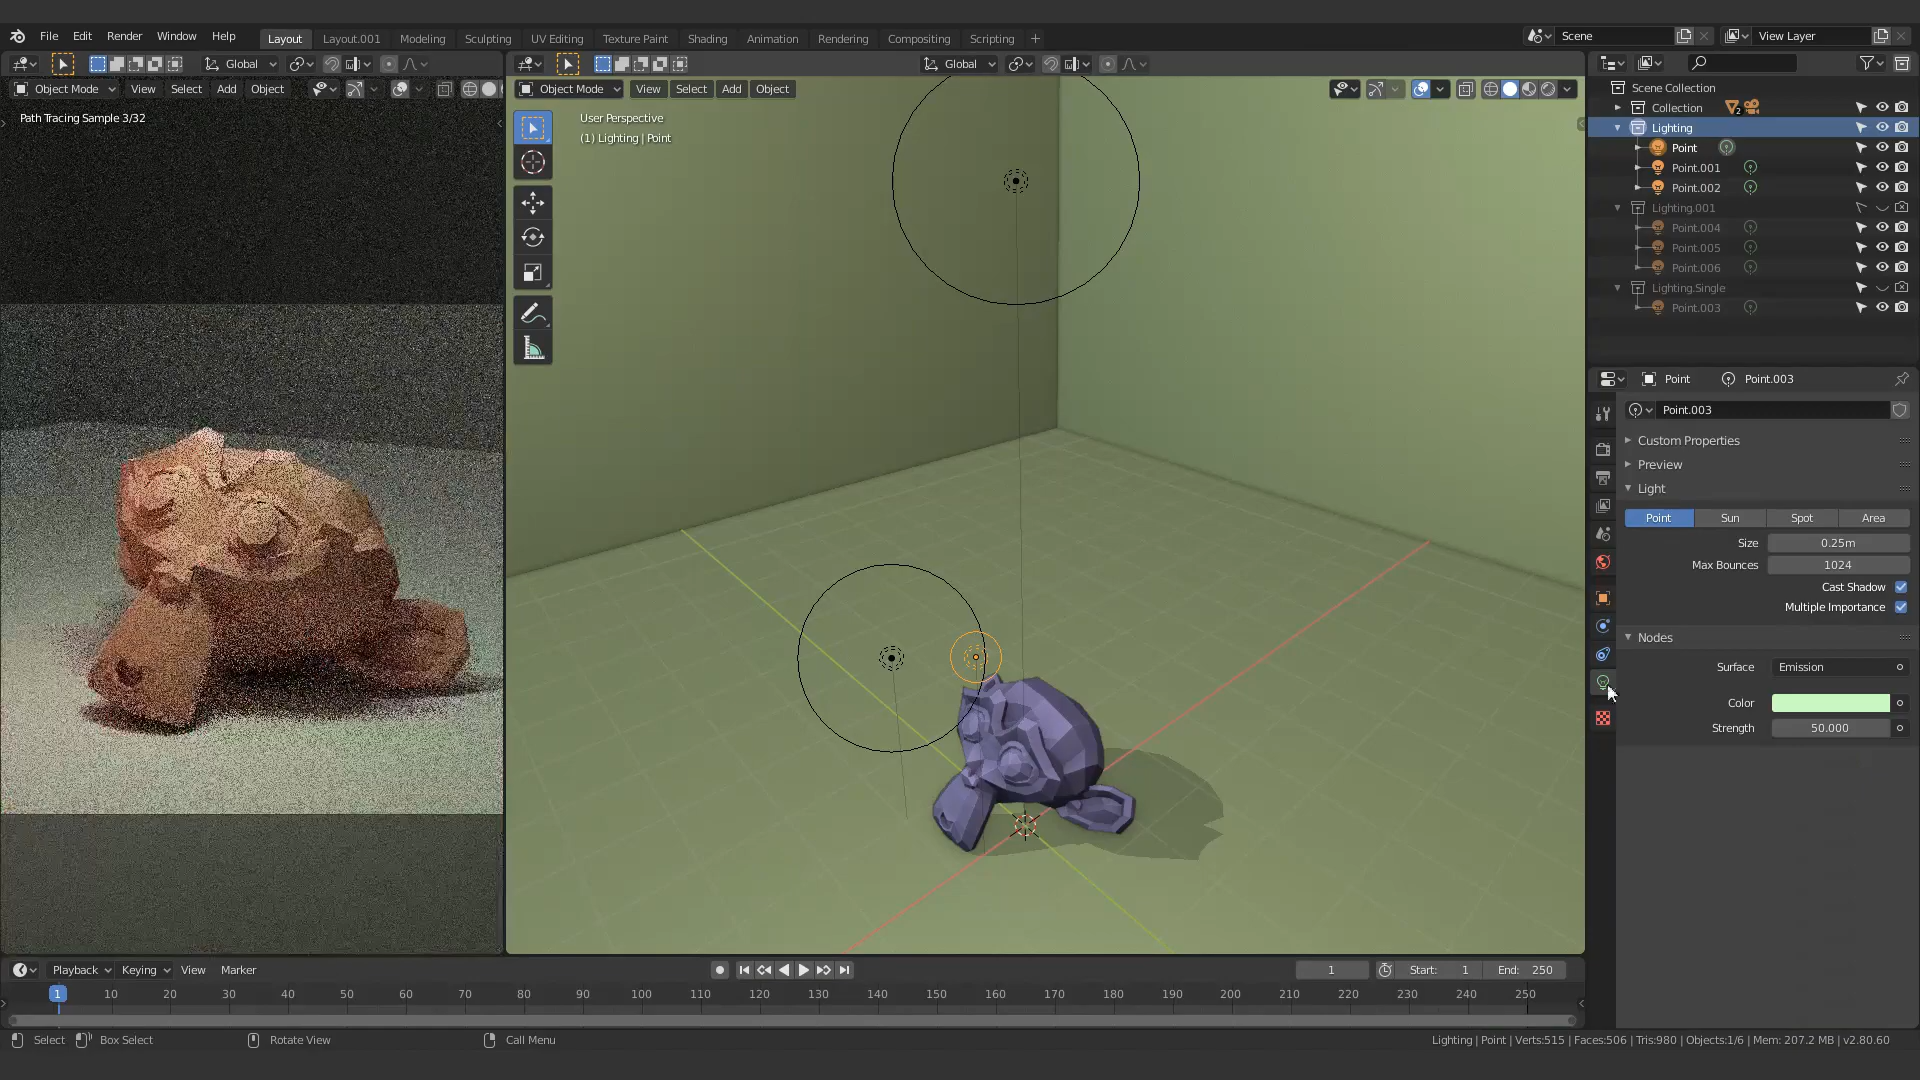 File Edit Render Window Help Layout Layout.001 Modeling Sculpting UV Editing Texture Paint Shading Animation Rendering Compositing Scripting + Scene View Layer
Global Global
Object Mode View Select Add Object Object Mode View Select Add Object
Path Tracing Sample 3/32
User Perspective
(1) Lighting | Point
Scene Collection
Collection 2
Lighting
Point
Point.001
Point.002
Lighting.001
Point.004
Point.005
Point.006
Lighting.Single
Point.003
Point Point.003
Point.003
Custom Properties
Preview
Light
Point Sun Spot Area
Size 0.25m
Max Bounces 1024
Cast Shadow
Multiple Importance
Nodes
Surface Emission
Color
Strength 50.000
Playback Keying View Marker 1 Start: 1 End: 250
1 10 20 30 40 50 60 70 80 90 100 110 120 130 140 150 160 170 180 190 200 210 220 230 240 250
Select Box Select Rotate View Call Menu Lighting | Point | Verts:515 | Faces:506 | Tris:980 | Objects:1/6 | Mem: 207.2 MB | v2.80.60